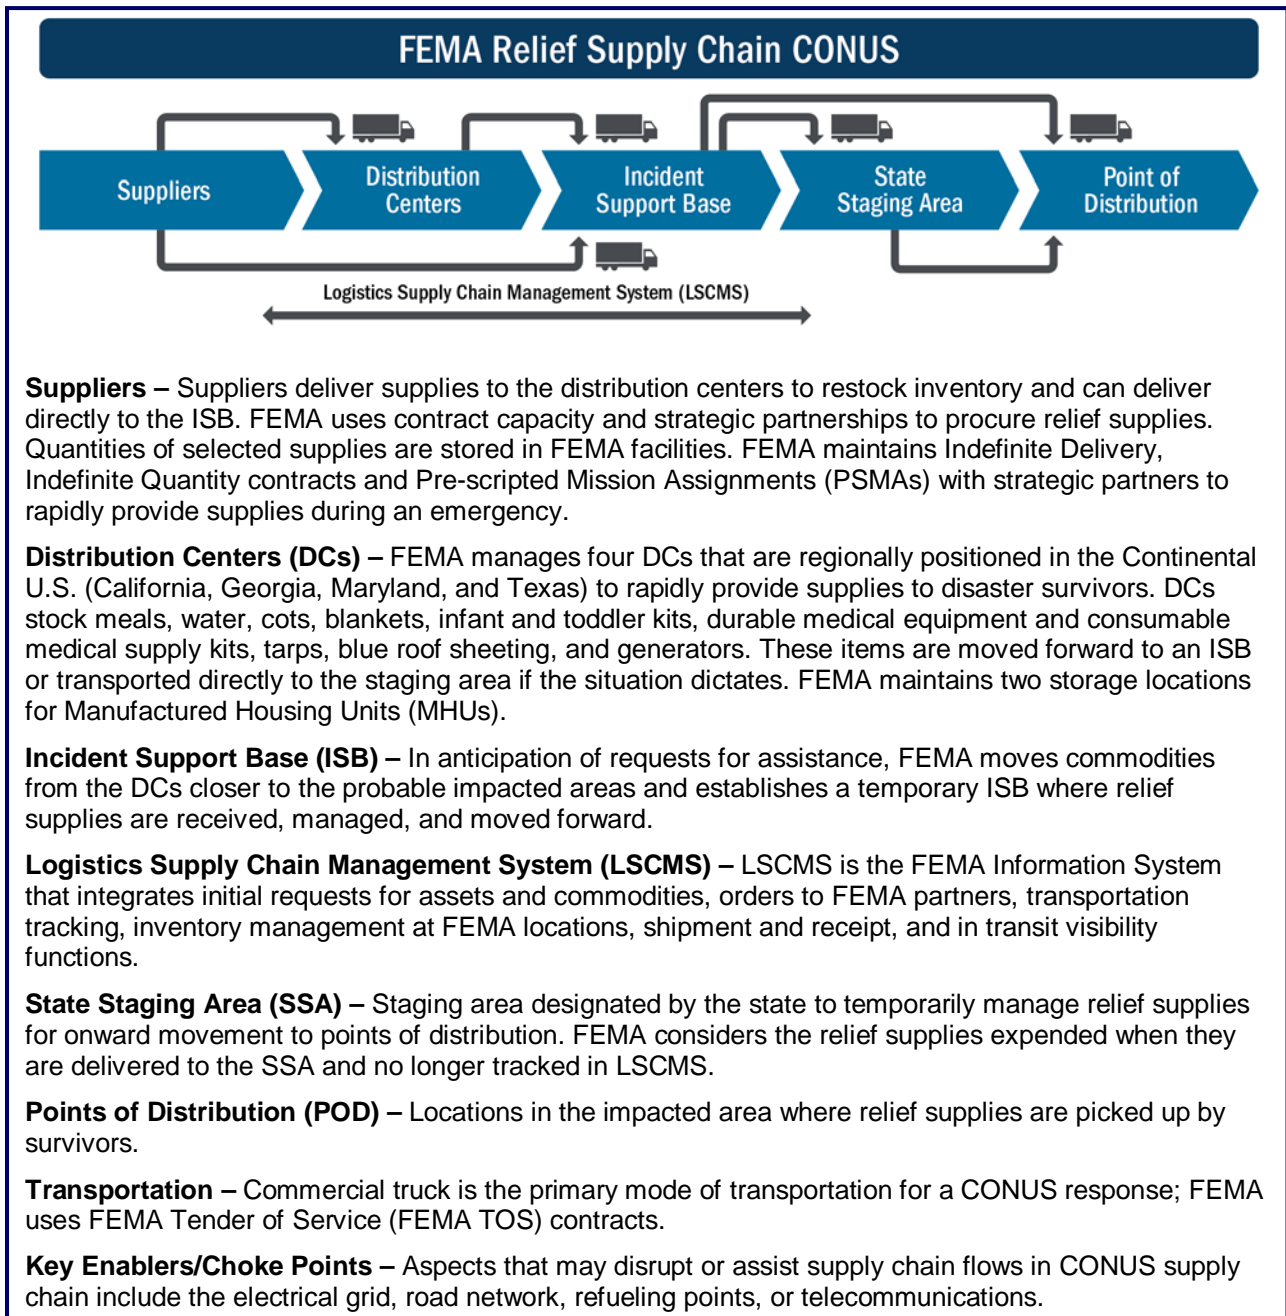 FEMA Relief Supply Chain CONUS
Suppliers
Distribution
Centers
Incident
Support Base
State
Staging Area
Point of
Distribution
Logistics Supply Chain Management System (LSCMS)
Suppliers – Suppliers deliver supplies to the distribution centers to restock inventory and can deliver
directly to the ISB. FEMA uses contract capacity and strategic partnerships to procure relief supplies.
Quantities of selected supplies are stored in FEMA facilities. FEMA maintains Indefinite Delivery,
Indefinite Quantity contracts and Pre-scripted Mission Assignments (PSMAs) with strategic partners to
rapidly provide supplies during an emergency.
Distribution Centers (DCs) – FEMA manages four DCs that are regionally positioned in the Continental
U.S. (California, Georgia, Maryland, and Texas) to rapidly provide supplies to disaster survivors. DCs
stock meals, water, cots, blankets, infant and toddler kits, durable medical equipment and consumable
medical supply kits, tarps, blue roof sheeting, and generators. These items are moved forward to an ISB
or transported directly to the staging area if the situation dictates. FEMA maintains two storage locations
for Manufactured Housing Units (MHUs).
Incident Support Base (ISB) – In anticipation of requests for assistance, FEMA moves commodities
from the DCs closer to the probable impacted areas and establishes a temporary ISB where relief
supplies are received, managed, and moved forward.
Logistics Supply Chain Management System (LSCMS) – LSCMS is the FEMA Information System
that integrates initial requests for assets and commodities, orders to FEMA partners, transportation
tracking, inventory management at FEMA locations, shipment and receipt, and in transit visibility
functions.
State Staging Area (SSA) – Staging area designated by the state to temporarily manage relief supplies
for onward movement to points of distribution. FEMA considers the relief supplies expended when they
are delivered to the SSA and no longer tracked in LSCMS.
Points of Distribution (POD) – Locations in the impacted area where relief supplies are picked up by
survivors.
Transportation – Commercial truck is the primary mode of transportation for a CONUS response; FEMA
uses FEMA Tender of Service (FEMA TOS) contracts.
Key Enablers/Choke Points – Aspects that may disrupt or assist supply chain flows in CONUS supply
chain include the electrical grid, road network, refueling points, or telecommunications.